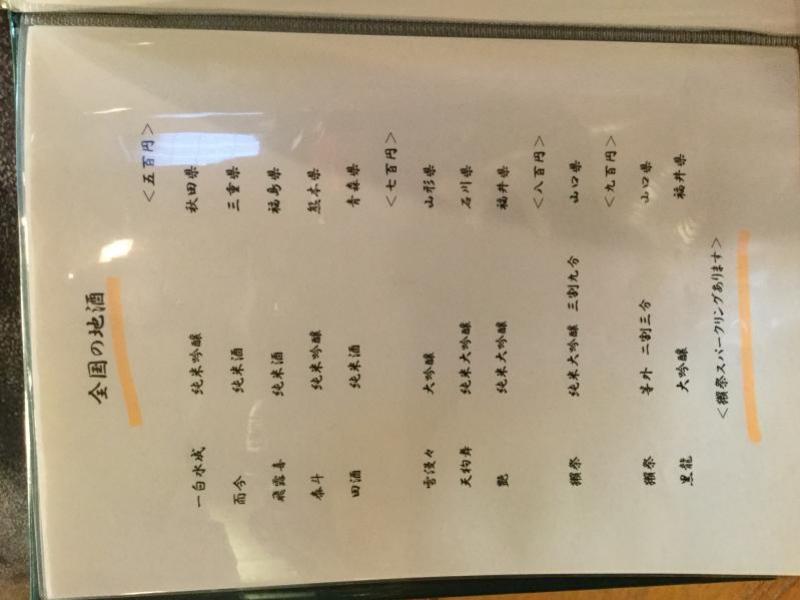 全国の地酒
<五百円>
一白水成 純米吟醸 秋田県
而今 純米酒 三重県
飛露喜 純米酒 福島県
泰斗 純米吟醸 熊本県
田酒 純米酒 青森県
<七百円>
雪漫々 大吟醸 山形県
天狗舞 純米大吟醸 石川県
艶 純米大吟醸 福井県
<八百円>
獺祭 純米大吟醸 三割九分 山口県
<九百円>
獺祭 等外 二割三分 山口県
黒龍 大吟醸 福井県
<獺祭スパークリングあります>